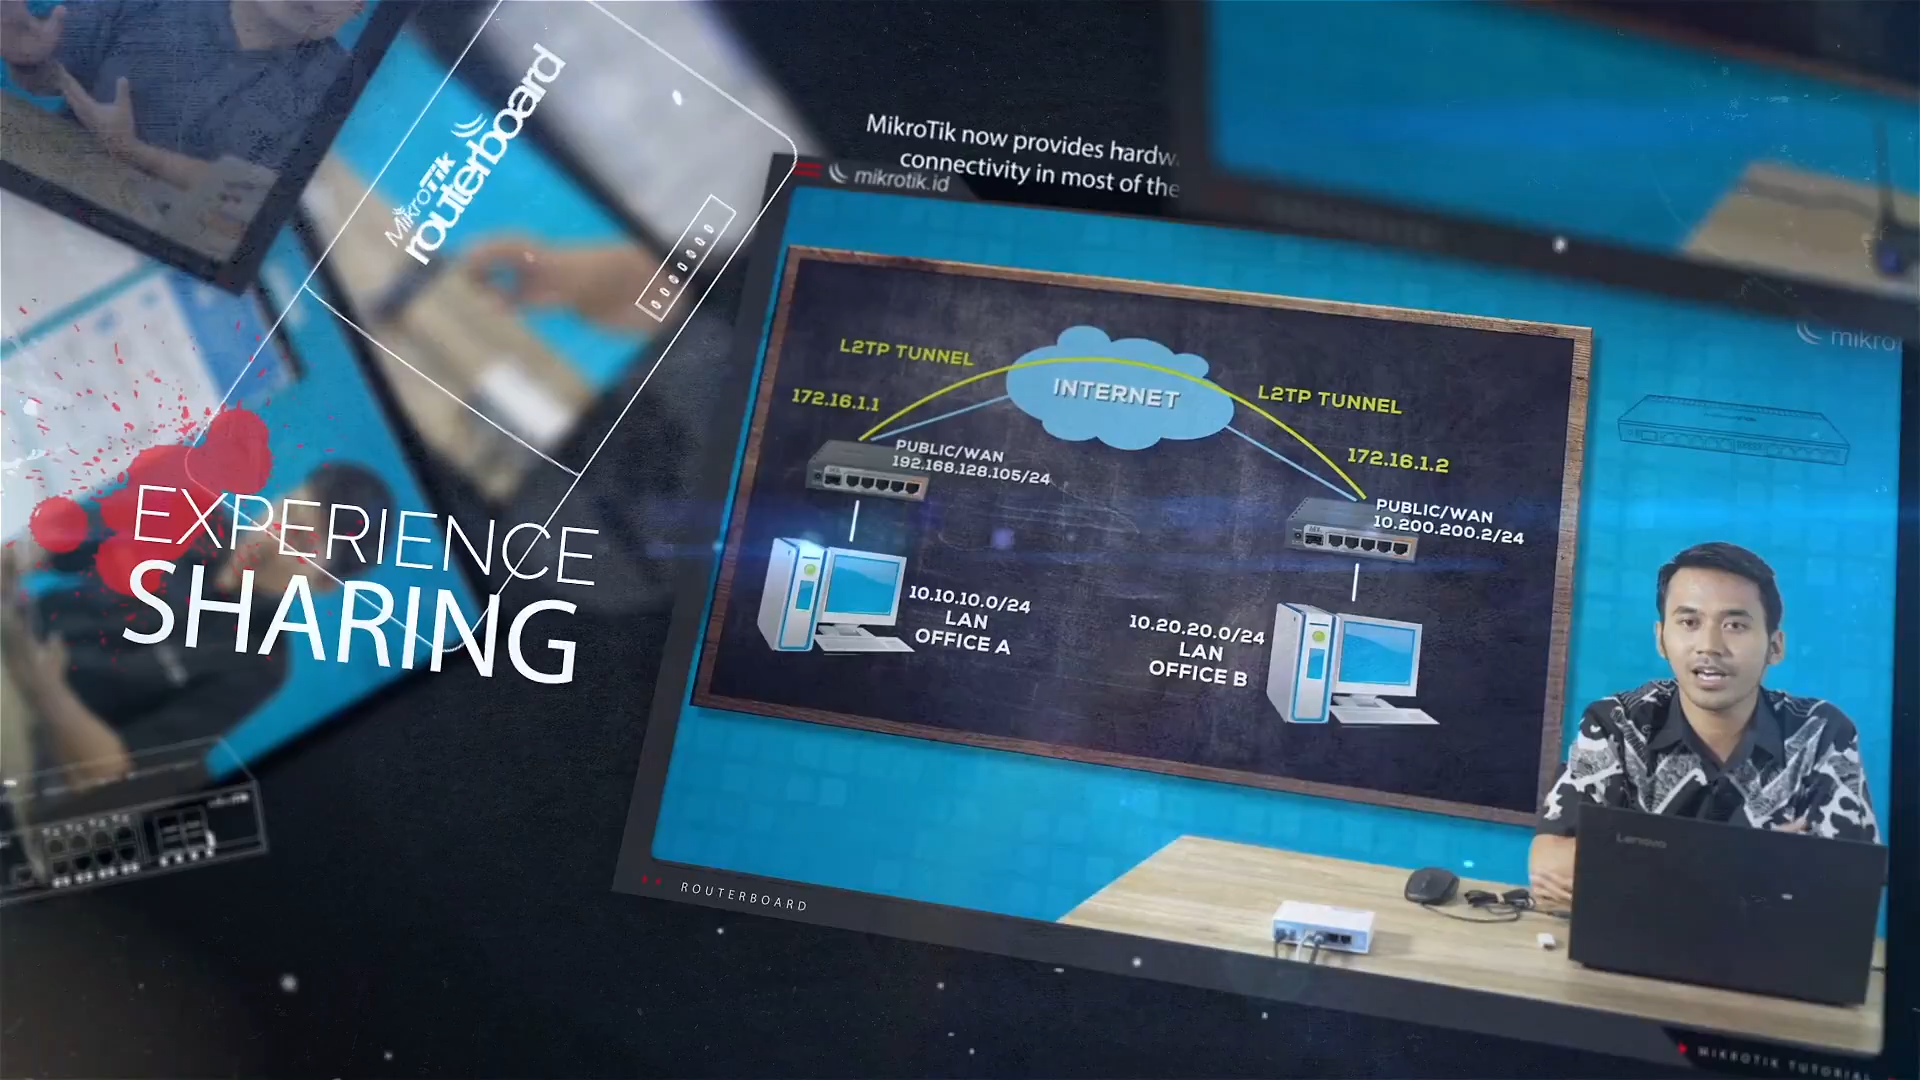 MikroTik
routerboard
MikroTik now provides
connectivity in most of the
mikrotik.id
L2TP TUNNEL
INTERNET
L2TP TUNNEL
172.16.1.1
172.16.1.2
PUBLIC/WAN
192.168.128.105/24
PUBLIC/WAN
10.200.200.2/24
EXPERIENCE
SHARING
10.10.10.0/24
LAN
OFFICE A
10.20.20.0/24
LAN
OFFICE B
Lenovo
ROUTERBOARD
MIKROTIK TUTORIAL